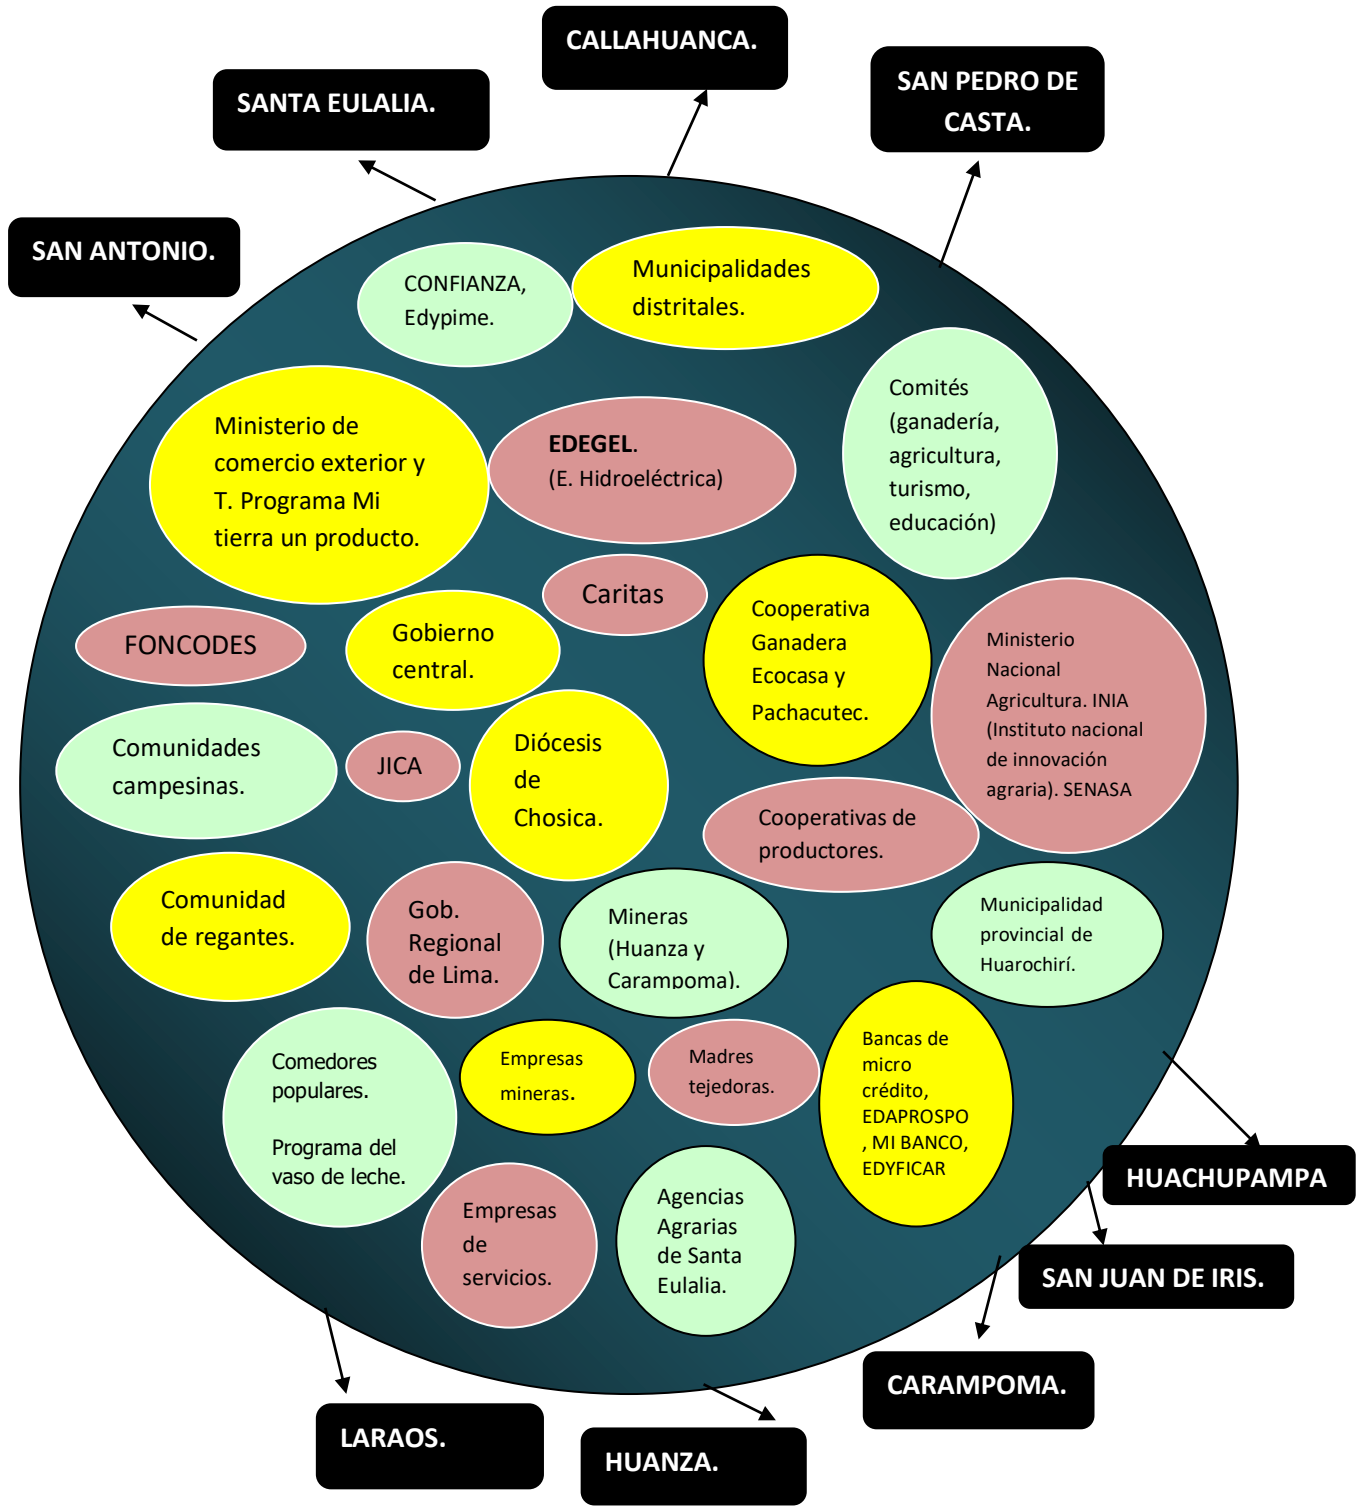 CALLAHUANCA.
SAN PEDRO DE
CASTA.
SANTA EULALIA.
SAN ANTONIO.
CONFIANZA,
Edypime.
Municipalidades
distritales.
Comités
(ganadería,
agricultura,
turismo,
educación)
Ministerio de
comercio exterior y
T. Programa Mi
tierra un producto.
EDEGEL.
(E. Hidroeléctrica)
Caritas
Cooperativa
Ganadera
Ecocasa y
Pachacutec.
FONCODES
Gobierno
central.
Ministerio
Nacional
Agricultura. INIA
(Instituto nacional
de innovación
agraria). SENASA
Comunidades
campesinas.
JICA
Diócesis
de
Chosica.
Cooperativas de
productores.
Comunidad
de regantes.
Gob.
Regional
de Lima.
Mineras
(Huanza y
Carampoma).
Municipalidad
provincial de
Huarochirí.
Comedores
populares.
Programa del
vaso de leche.
Empresas
mineras.
Madres
tejedoras.
Bancas de
micro
crédito,
EDAPROSPO
, MI BANCO,
EDYFICAR
Empresas
de
servicios.
Agencias
Agrarias
de Santa
Eulalia.
HUACHUPAMPA
SAN JUAN DE IRIS.
CARAMPOMA.
LARAOS.
HUANZA.